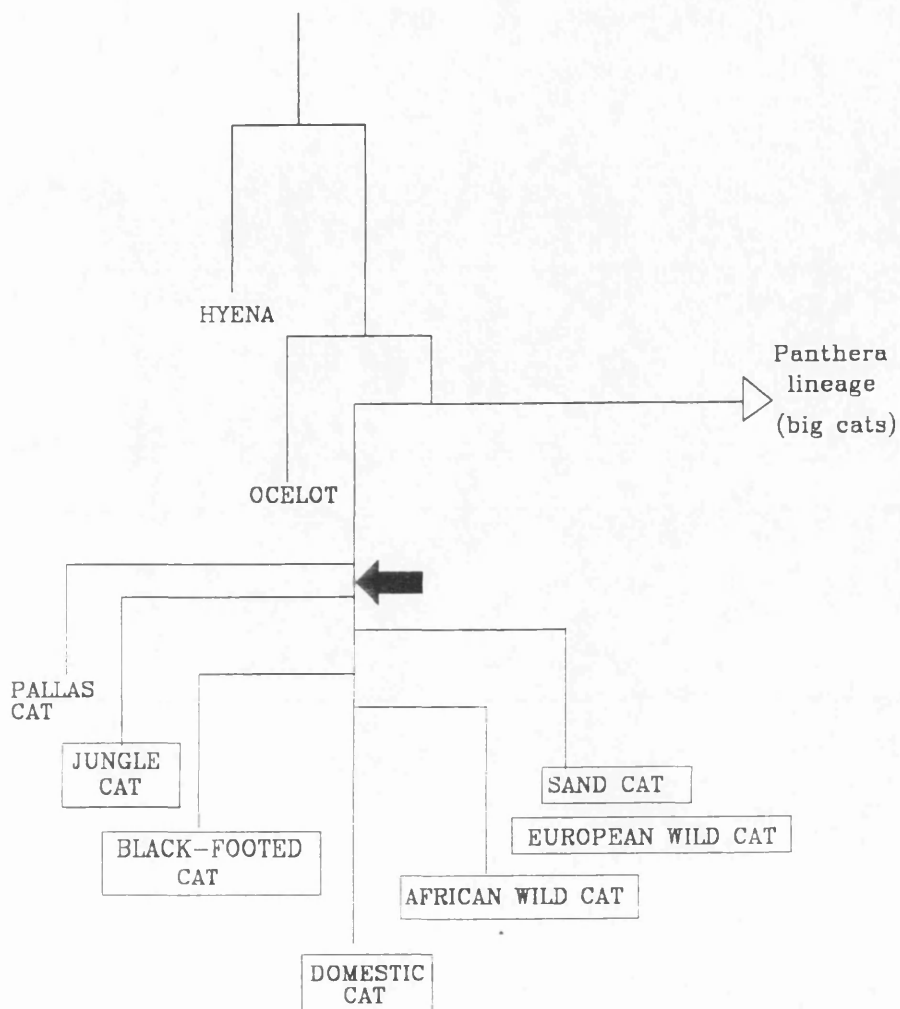 HYENA
Panthera
lineage
(big cats)
OCELOT
PALLAS
CAT
JUNGLE
CAT
SAND CAT
EUROPEAN WILD CAT
BLACK-FOOTED
CAT
AFRICAN WILD CAT
DOMESTIC
CAT